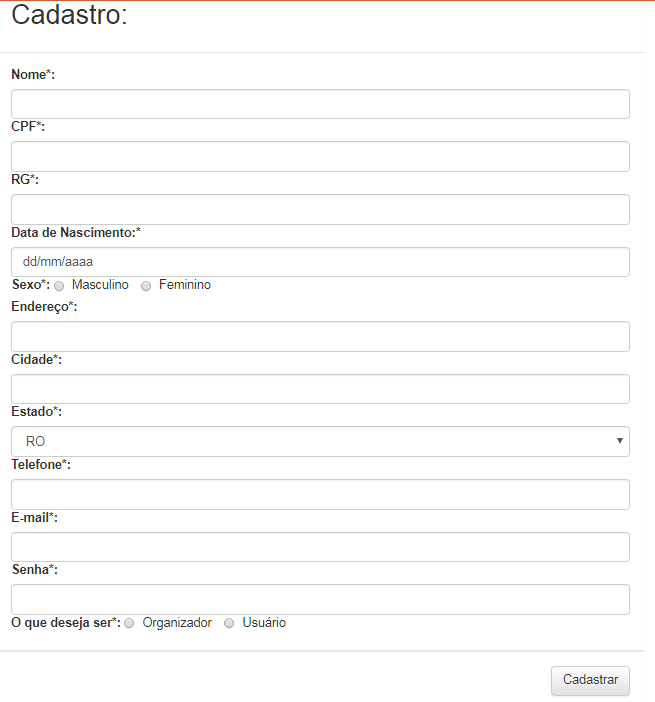 Cadastro:
Nome*:
CPF*:
RG*:
Data de Nascimento:*
dd/mm/aaaa
Sexo*: Masculino Feminino
Endereço*:
Cidade*:
Estado*:
RO
Telefone*:
E-mail*:
Senha*:
O que deseja ser*: Organizador Usuário
Cadastrar